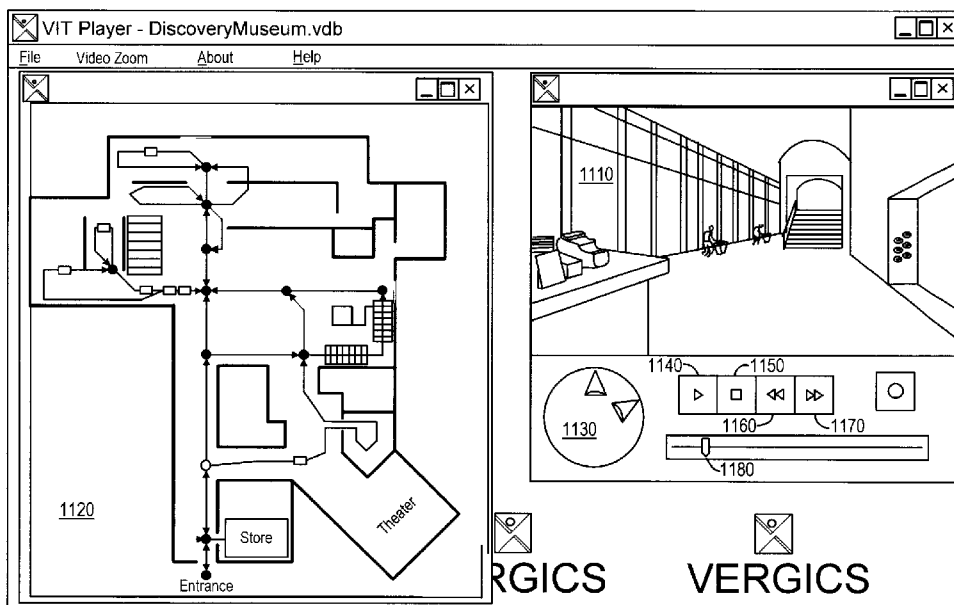 VIT Player - DiscoveryMuseum.vdb
File Video Zoom About Help
1110
1120
Store
Theater
Entrance
1130
1140
1150
1160
1170
1180
RGICS
VERGICS